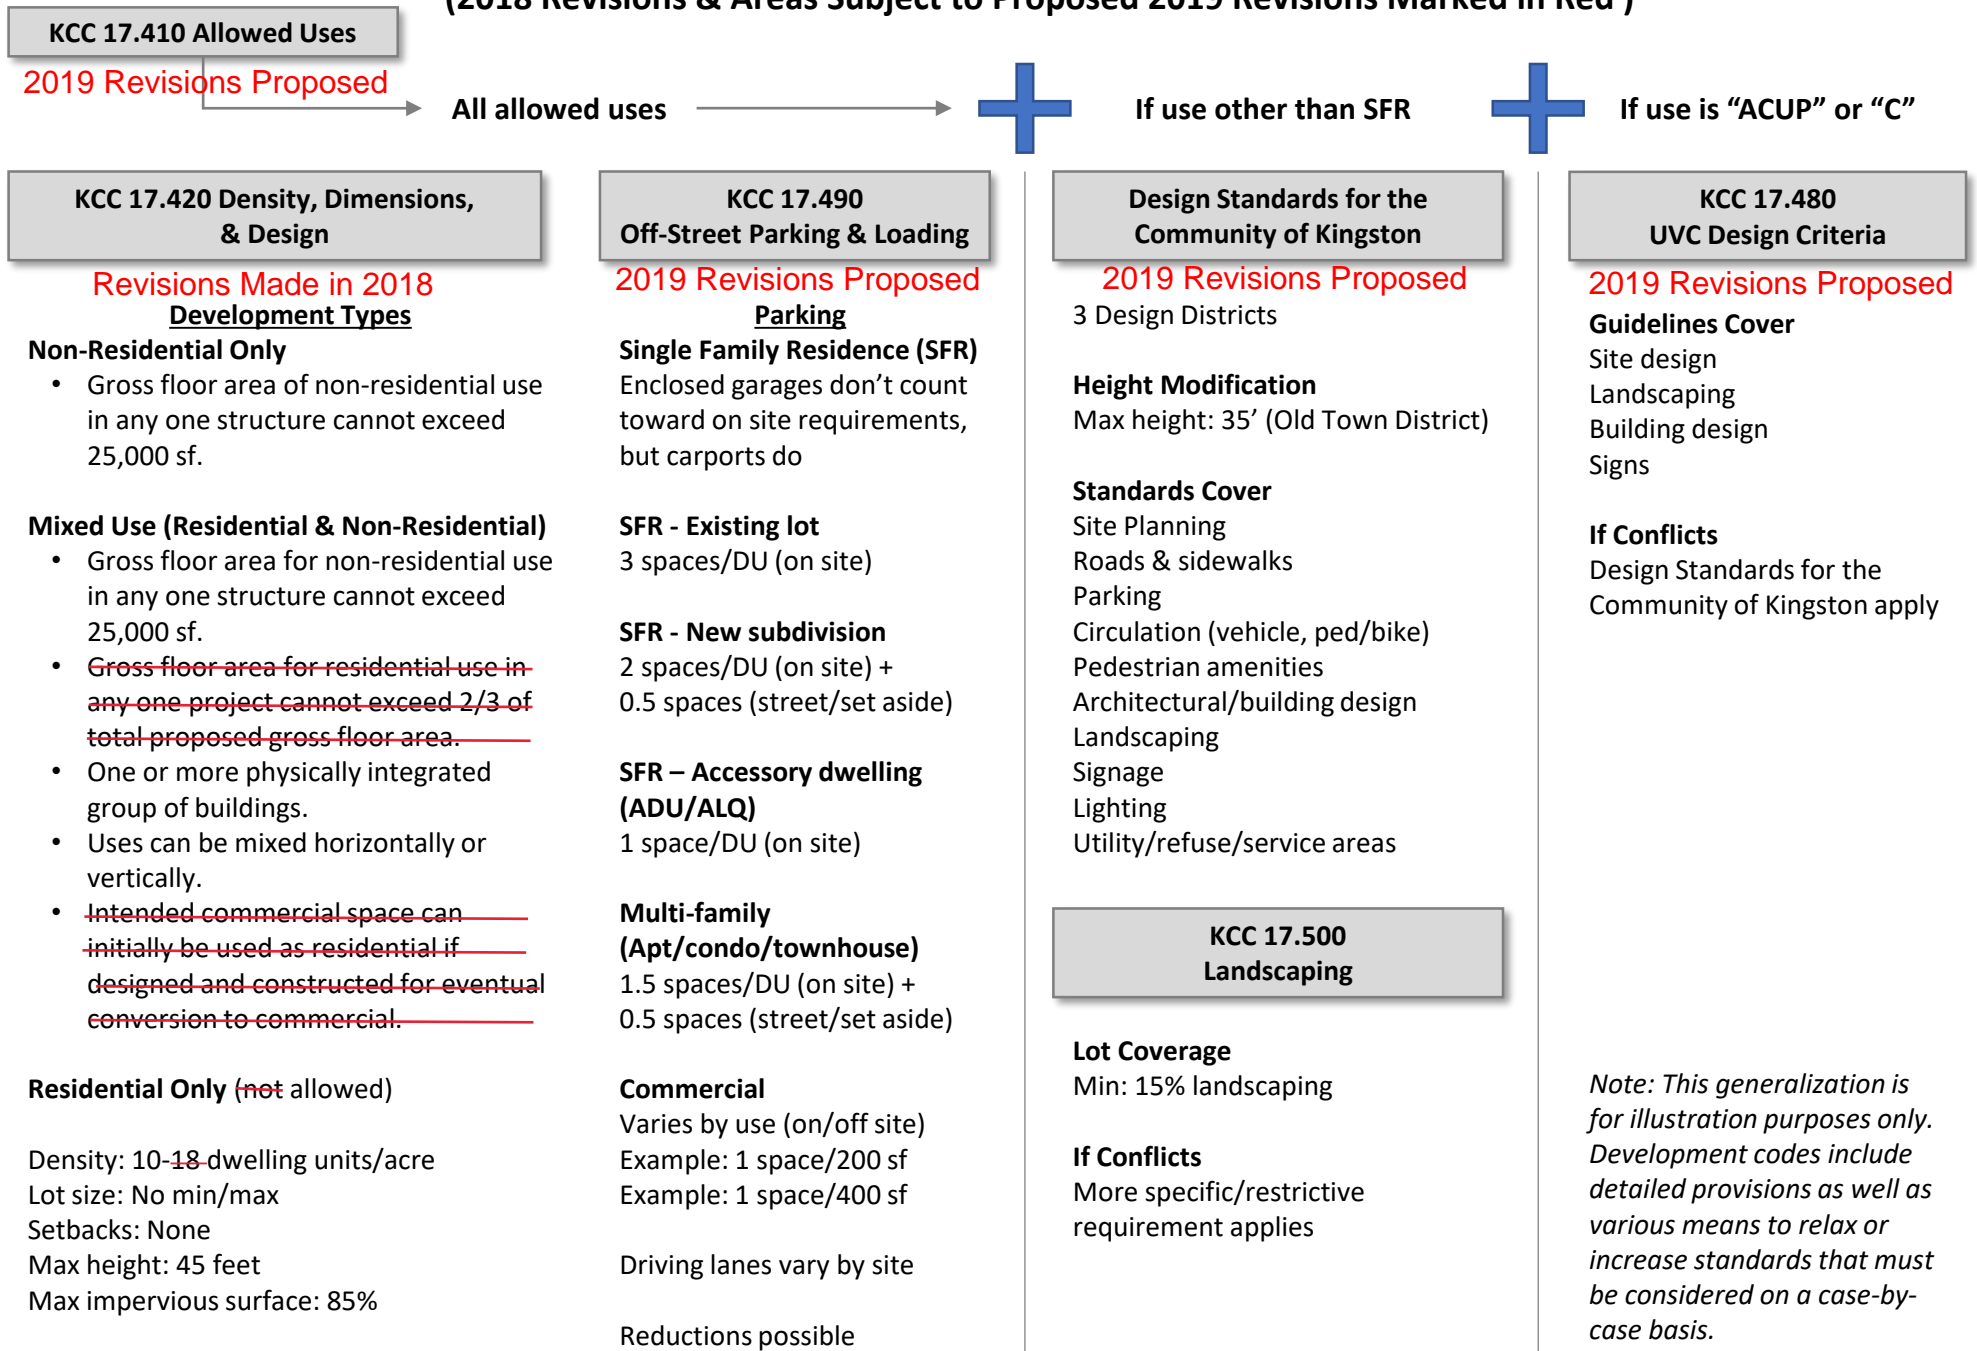 (2018 Revisions & Areas Subject to Proposed 2019 Revisions Marked in Red )
KCC 17.410 Allowed Uses
2019 Revisions Proposed
All allowed uses
If use other than SFR
If use is “ACUP” or “C”
KCC 17.420 Density, Dimensions,
& Design
Revisions Made in 2018
Development Types
Non-Residential Only
• Gross floor area of non-residential use
in any one structure cannot exceed
25,000 sf.
Mixed Use (Residential & Non-Residential)
• Gross floor area for non-residential use
in any one structure cannot exceed
25,000 sf.
• Gross floor area for residential use in
any one project cannot exceed 2/3 of
total proposed gross floor area.
• One or more physically integrated
group of buildings.
• Uses can be mixed horizontally or
vertically.
• Intended commercial space can
initially be used as residential if
designed and constructed for eventual
conversion to commercial.
Residential Only (not allowed)
Density: 10-18 dwelling units/acre
Lot size: No min/max
Setbacks: None
Max height: 45 feet
Max impervious surface: 85%
KCC 17.490
Off-Street Parking & Loading
2019 Revisions Proposed
Parking
Single Family Residence (SFR)
Enclosed garages don’t count
toward on site requirements,
but carports do
SFR - Existing lot
3 spaces/DU (on site)
SFR - New subdivision
2 spaces/DU (on site) +
0.5 spaces (street/set aside)
SFR – Accessory dwelling
(ADU/ALQ)
1 space/DU (on site)
Multi-family
(Apt/condo/townhouse)
1.5 spaces/DU (on site) +
0.5 spaces (street/set aside)
Commercial
Varies by use (on/off site)
Example: 1 space/200 sf
Example: 1 space/400 sf
Driving lanes vary by site
Reductions possible
Design Standards for the
Community of Kingston
2019 Revisions Proposed
3 Design Districts
Height Modification
Max height: 35’ (Old Town District)
Standards Cover
Site Planning
Roads & sidewalks
Parking
Circulation (vehicle, ped/bike)
Pedestrian amenities
Architectural/building design
Landscaping
Signage
Lighting
Utility/refuse/service areas
KCC 17.500
Landscaping
Lot Coverage
Min: 15% landscaping
If Conflicts
More specific/restrictive
requirement applies
KCC 17.480
UVC Design Criteria
2019 Revisions Proposed
Guidelines Cover
Site design
Landscaping
Building design
Signs
If Conflicts
Design Standards for the
Community of Kingston apply
Note: This generalization is
for illustration purposes only.
Development codes include
detailed provisions as well as
various means to relax or
increase standards that must
be considered on a case-by-
case basis.